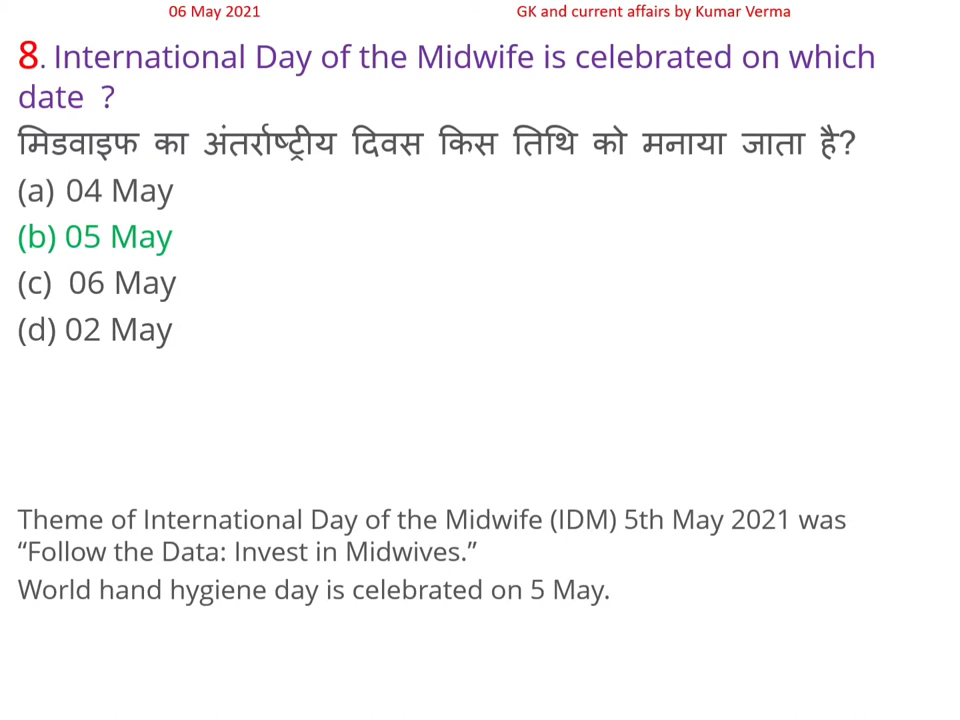 06 May 2021 GK and current affairs by Kumar Verma
8. International Day of the Midwife is celebrated on which
date ?
मिडवाइफ का अंतर्राष्ट्रीय दिवस किस तिथि को मनाया जाता है?
(a) 04 May
(b) 05 May
(c) 06 May
(d) 02 May
Theme of International Day of the Midwife (IDM) 5th May 2021 was
“Follow the Data: Invest in Midwives.”
World hand hygiene day is celebrated on 5 May.